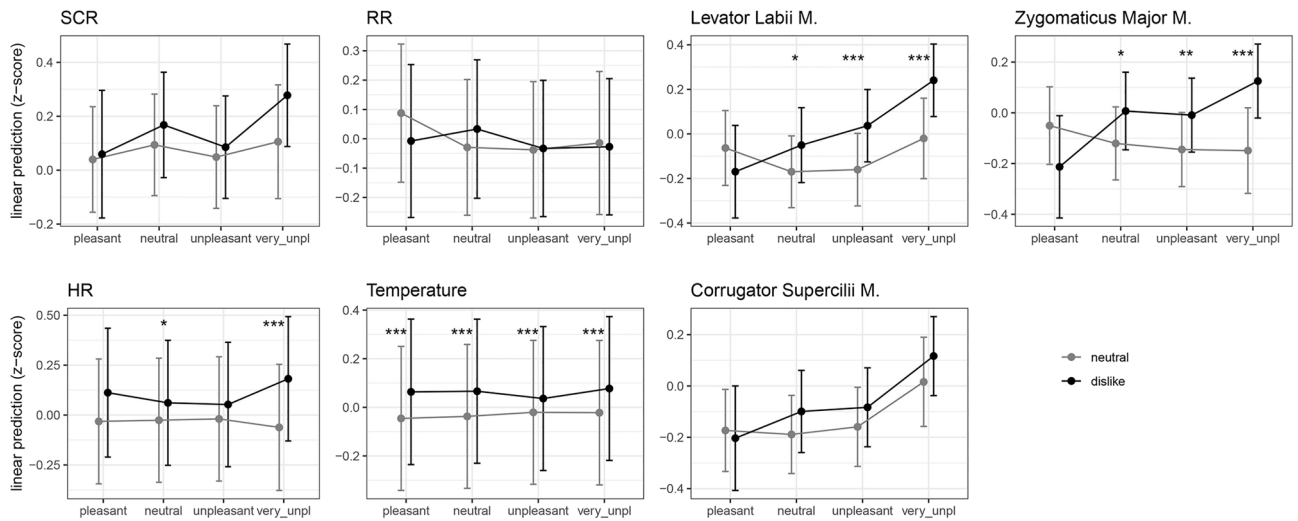 SCR
linear prediction (z−score)
0.4
0.2
0.0
−0.2
pleasant neutral unpleasant very_unpl
RR
0.3
0.2
0.1
0.0
−0.1
−0.2
pleasant neutral unpleasant very_unpl
Levator Labii M.
* *** ***
0.4
0.2
0.0
−0.2
−0.4
pleasant neutral unpleasant very_unpl
Zygomaticus Major M.
* ** ***
0.2
0.0
−0.2
−0.4
pleasant neutral unpleasant very_unpl
HR
linear prediction (z−score)
* ***
0.50
0.25
0.00
−0.25
pleasant neutral unpleasant very_unpl
Temperature
*** *** *** ***
0.4
0.2
0.0
−0.2
pleasant neutral unpleasant very_unpl
Corrugator Supercilii M.
0.2
0.0
−0.2
−0.4
pleasant neutral unpleasant very_unpl
neutral
dislike